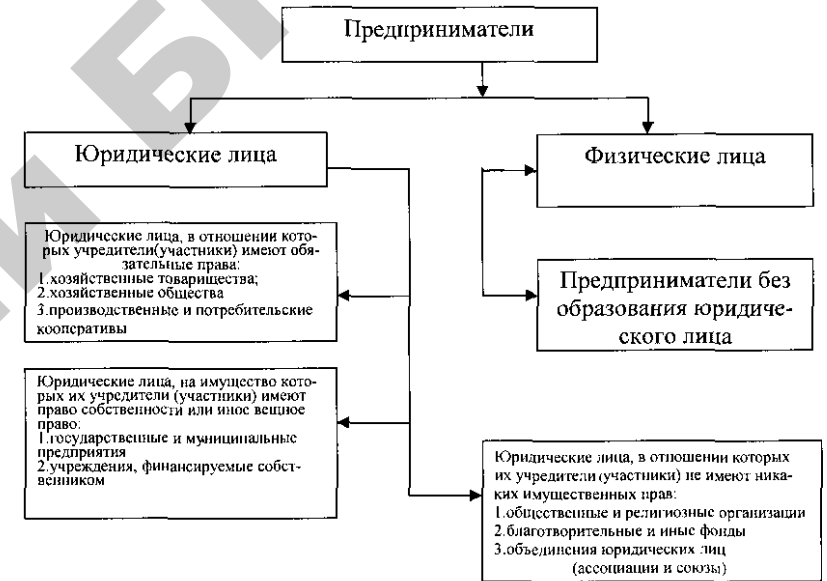 Предприниматели
Юридические лица
Физические лица
Юридические лица, в отношении кото-
рых учредители(участники) имеют обя-
зательные права:
1.хозяйственные товарищества;
2.хозяйственные общества
3.производственные и потребительские
кооперативы
Предприниматели без
образования юридиче-
ского лица
Юридические лица, на имущество кото-
рых их учредители (участники) имеют
право собственности или иное вещное
право:
1.государственные и муниципальные
предприятия
2.учреждения, финансируемые собст-
венником
Юридические лица, в отношении которых
их учредители (участники) не имеют ника-
ких имущественных прав:
1.общественные и религиозные организации
2.благотворительные и иные фонды
3.объединения юридических лиц
(ассоциации и союзы)